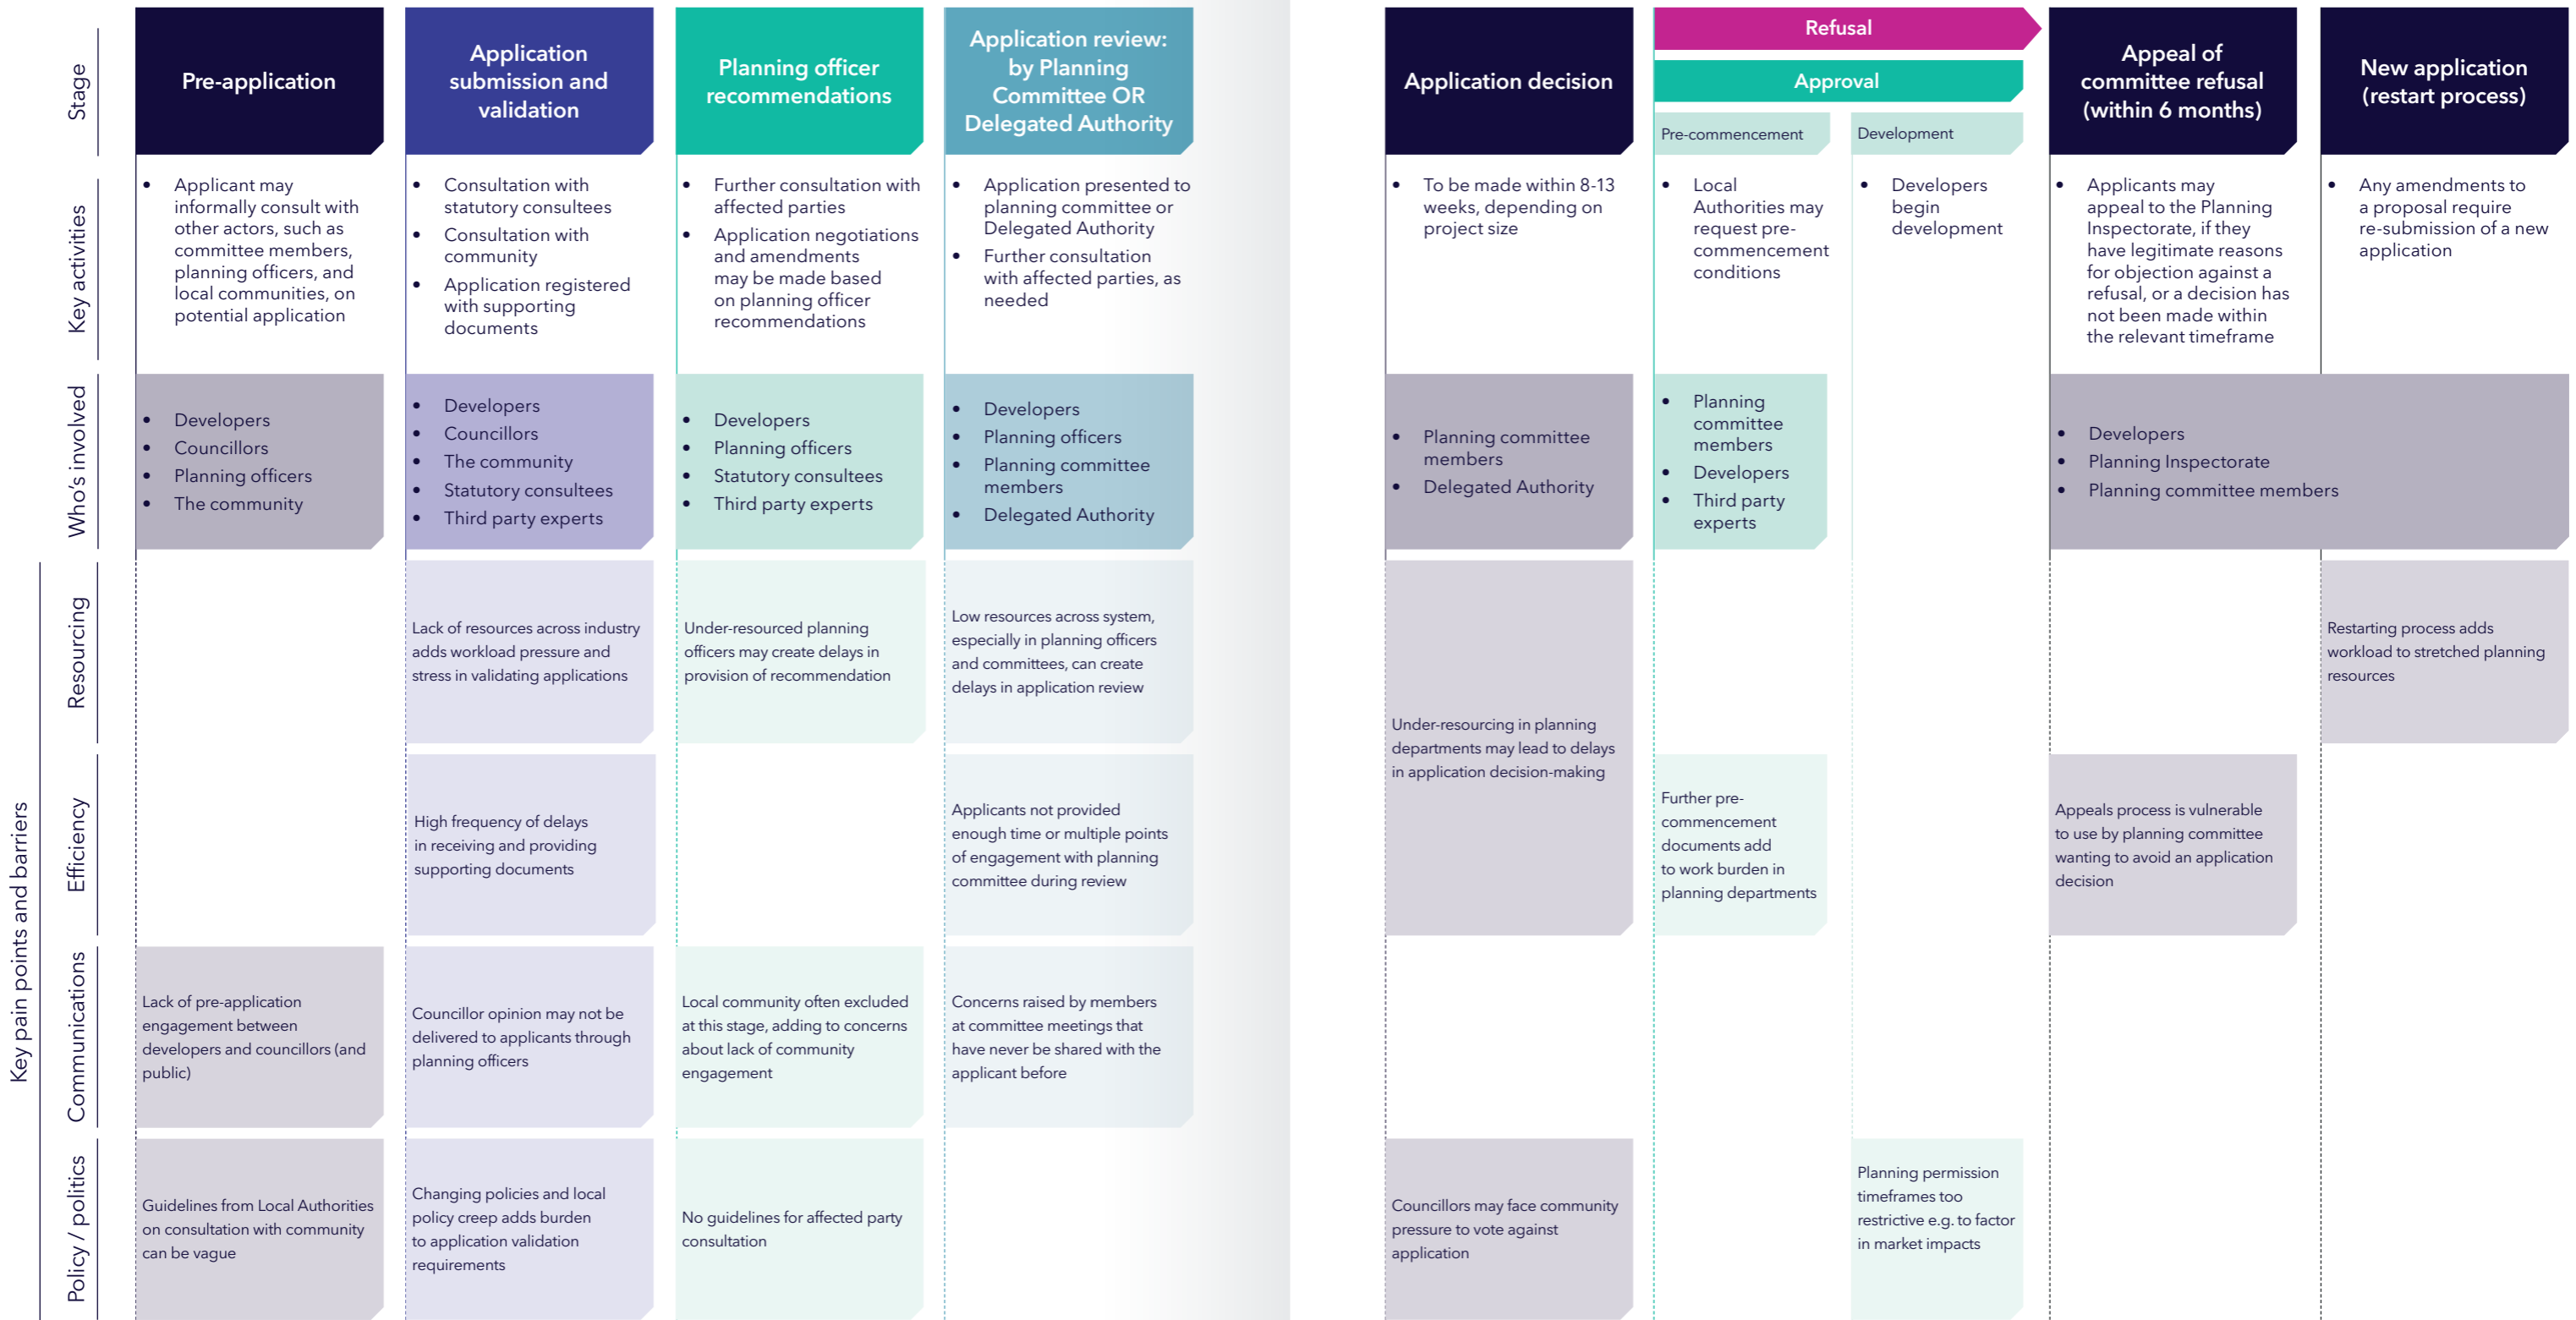 Stage
Pre-application
Application
submission and
validation
Planning officer
recommendations
Application review:
by Planning
Committee OR
Delegated Authority
Application decision
Refusal
Approval
Pre-commencement
Development
Appeal of
committee refusal
(within 6 months)
New application
(restart process)
Key activities
• Applicant may
informally consult with
other actors, such as
committee members,
planning officers, and
local communities, on
potential application
• Consultation with
statutory consultees
• Consultation with
community
• Application registered
with supporting
documents
• Further consultation with
affected parties
• Application negotiations
and amendments
may be made based
on planning officer
recommendations
• Application presented to
planning committee or
Delegated Authority
• Further consultation
with affected parties, as
needed
• To be made within 8-13
weeks, depending on
project size
• Local
Authorities may
request pre-
commencement
conditions
• Developers
begin
development
• Applicants may
appeal to the Planning
Inspectorate, if they
have legitimate reasons
for objection against a
refusal, or a decision has
not been made within
the relevant timeframe
• Any amendments to
a proposal require
re-submission of a new
application
Who's involved
• Developers
• Councillors
• Planning officers
• The community
• Developers
• Councillors
• The community
• Statutory consultees
• Third party experts
• Developers
• Planning officers
• Statutory consultees
• Third party experts
• Developers
• Planning officers
• Planning committee
members
• Delegated Authority
• Planning committee
members
• Delegated Authority
• Planning
committee
members
• Developers
• Third party
experts
• Developers
• Planning Inspectorate
• Planning committee members
Key pain points and barriers
Resourcing
Lack of resources across industry
adds workload pressure and
stress in validating applications
Under-resourced planning
officers may create delays in
provision of recommendation
Low resources across system,
especially in planning officers
and committees, can create
delays in application review
Under-resourcing in planning
departments may lead to delays
in application decision-making
Restarting process adds
workload to stretched planning
resources
Efficiency
High frequency of delays
in receiving and providing
supporting documents
Applicants not provided
enough time or multiple points
of engagement with planning
committee during review
Further pre-
commencement
documents add
to work burden in
planning departments
Appeals process is vulnerable
to use by planning committee
wanting to avoid an application
decision
Communications
Lack of pre-application
engagement between
developers and councillors (and
public)
Councillor opinion may not be
delivered to applicants through
planning officers
Local community often excluded
at this stage, adding to concerns
about lack of community
engagement
Concerns raised by members
at committee meetings that
have never be shared with the
applicant before
Policy / politics
Guidelines from Local Authorities
on consultation with community
can be vague
Changing policies and local
policy creep adds burden
to application validation
requirements
No guidelines for affected party
consultation
Councillors may face community
pressure to vote against
application
Planning permission
timeframes too
restrictive e.g. to factor
in market impacts